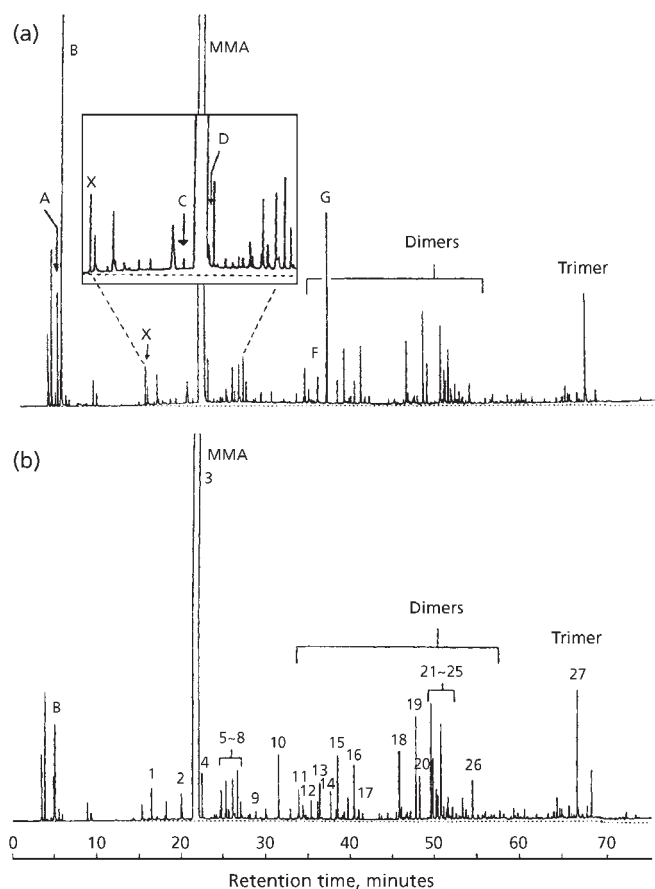 (a)
B
MMA
A
D
X
C
G
Dimers
Trimer
X
F
(b)
MMA
3
Dimers
Trimer
21~25
27
B
19
5~8
10
15
18
1
2
4
9
11
12
13
14
16
17
20
26
0 10 20 30 40 50 60 70
Retention time, minutes